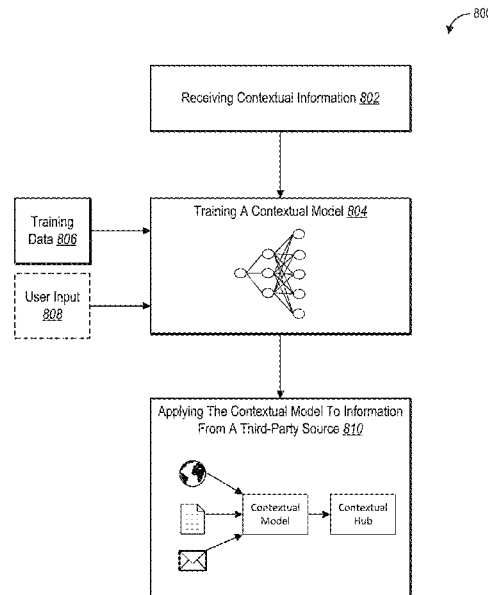 800
Receiving Contextual Information 802
Training A Contextual Model 804
Training
Data 806
User Input
808
Applying The Contextual Model To Information
From A Third-Party Source 810
Contextual
Model
Contextual
Hub